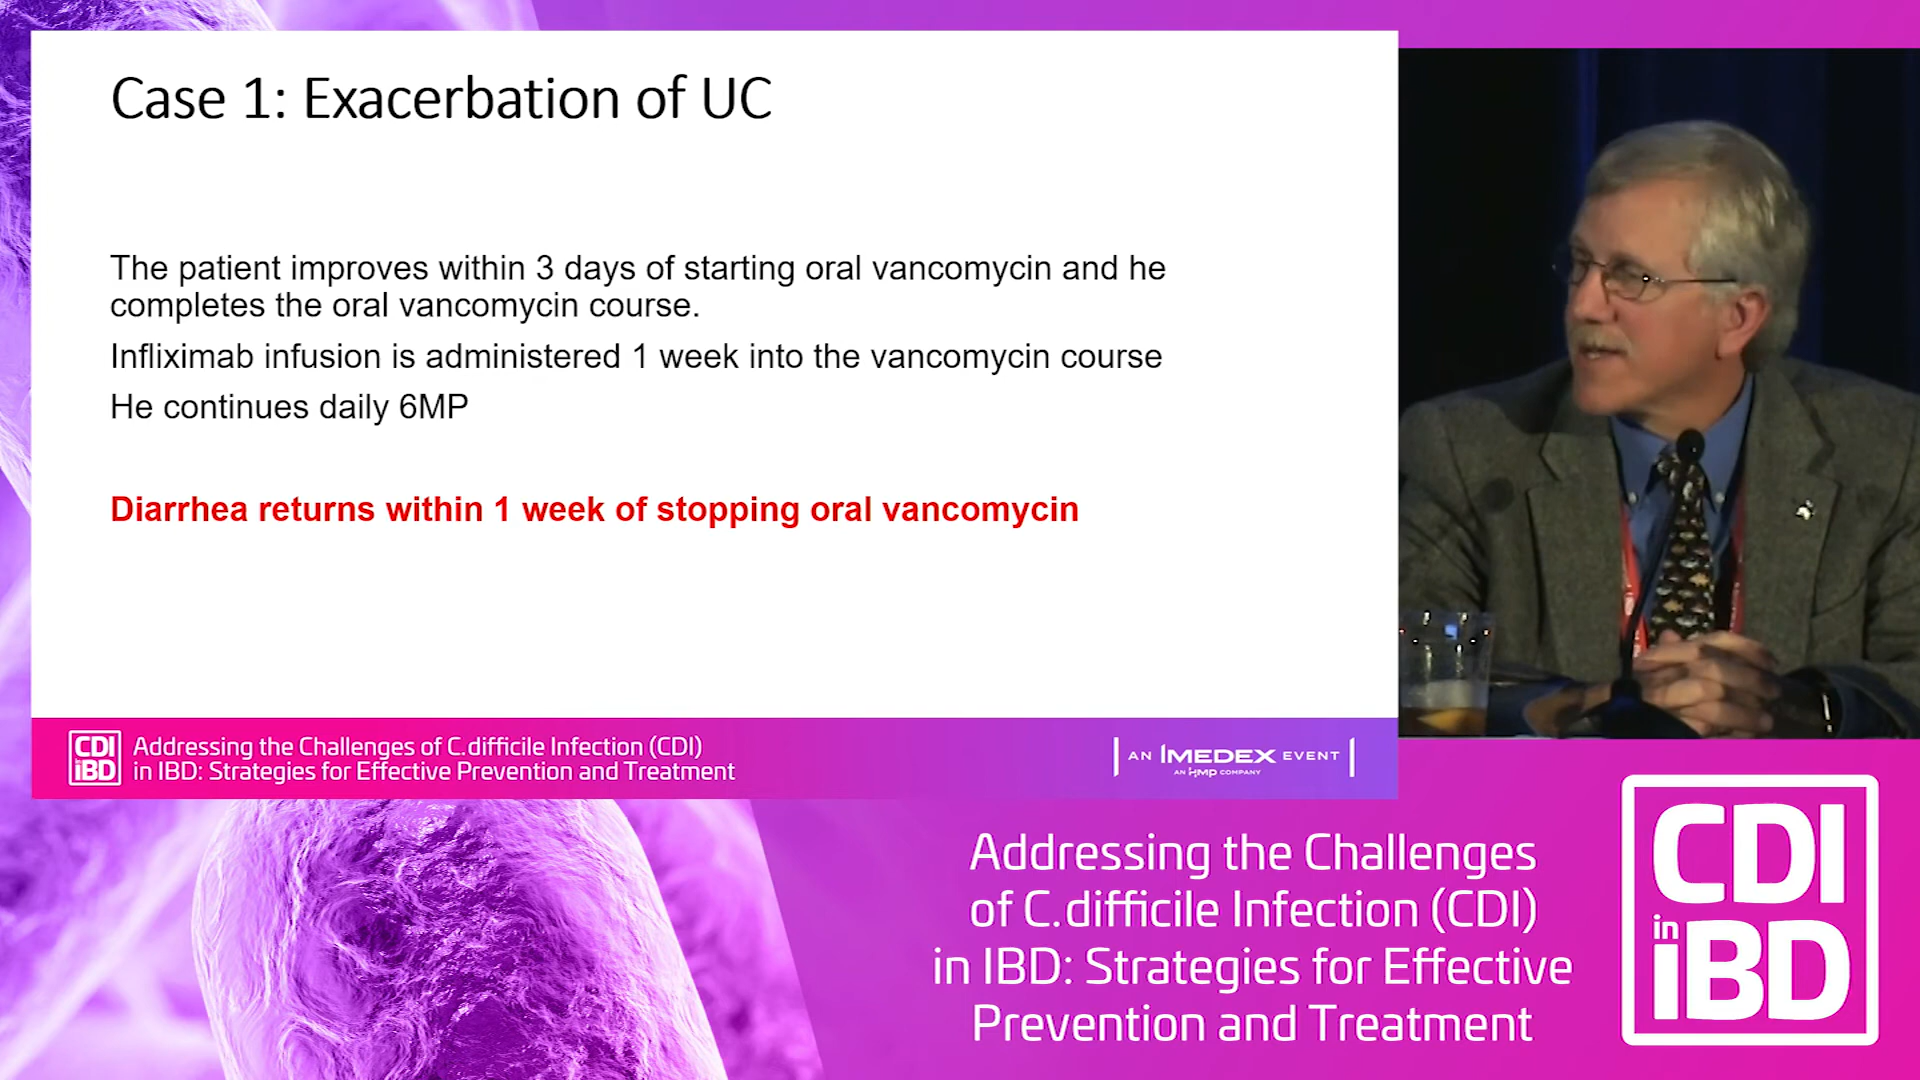 Case 1: Exacerbation of UC
The patient improves within 3 days of starting oral vancomycin and he
completes the oral vancomycin course.
Infliximab infusion is administered 1 week into the vancomycin course
He continues daily 6MP
Diarrhea returns within 1 week of stopping oral vancomycin
CDI
in
IBD
Addressing the Challenges of C.difficile Infection (CDI)
in IBD: Strategies for Effective Prevention and Treatment
AN IMEDEX EVENT
AN HMP COMPANY
Addressing the Challenges
of C.difficile Infection (CDI)
in IBD: Strategies for Effective
Prevention and Treatment
CDI
in
IBD